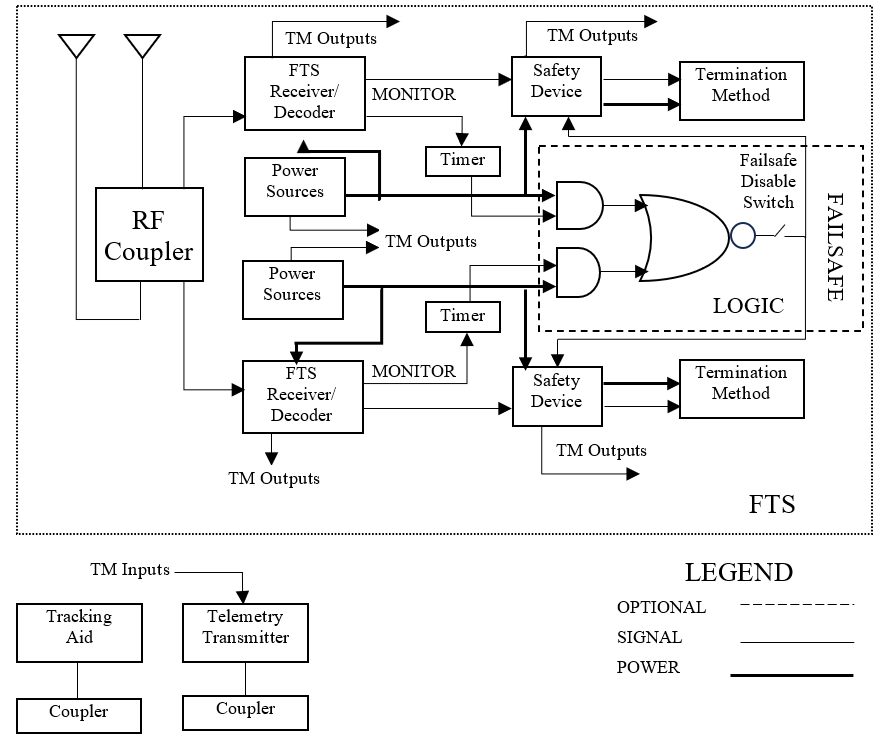 TM Outputs
TM Outputs
FTS
Receiver/
Decoder
MONITOR
Safety
Device
Termination
Method
Timer
Power
Sources
Failsafe
Disable
Switch
FAILSAFE
RF
Coupler
TM Outputs
Power
Sources
Timer
LOGIC
FTS
Receiver/
Decoder
MONITOR
Safety
Device
Termination
Method
TM Outputs
TM Outputs
FTS
TM Inputs
Tracking
Aid
Telemetry
Transmitter
Coupler
Coupler
LEGEND
OPTIONAL
SIGNAL
POWER